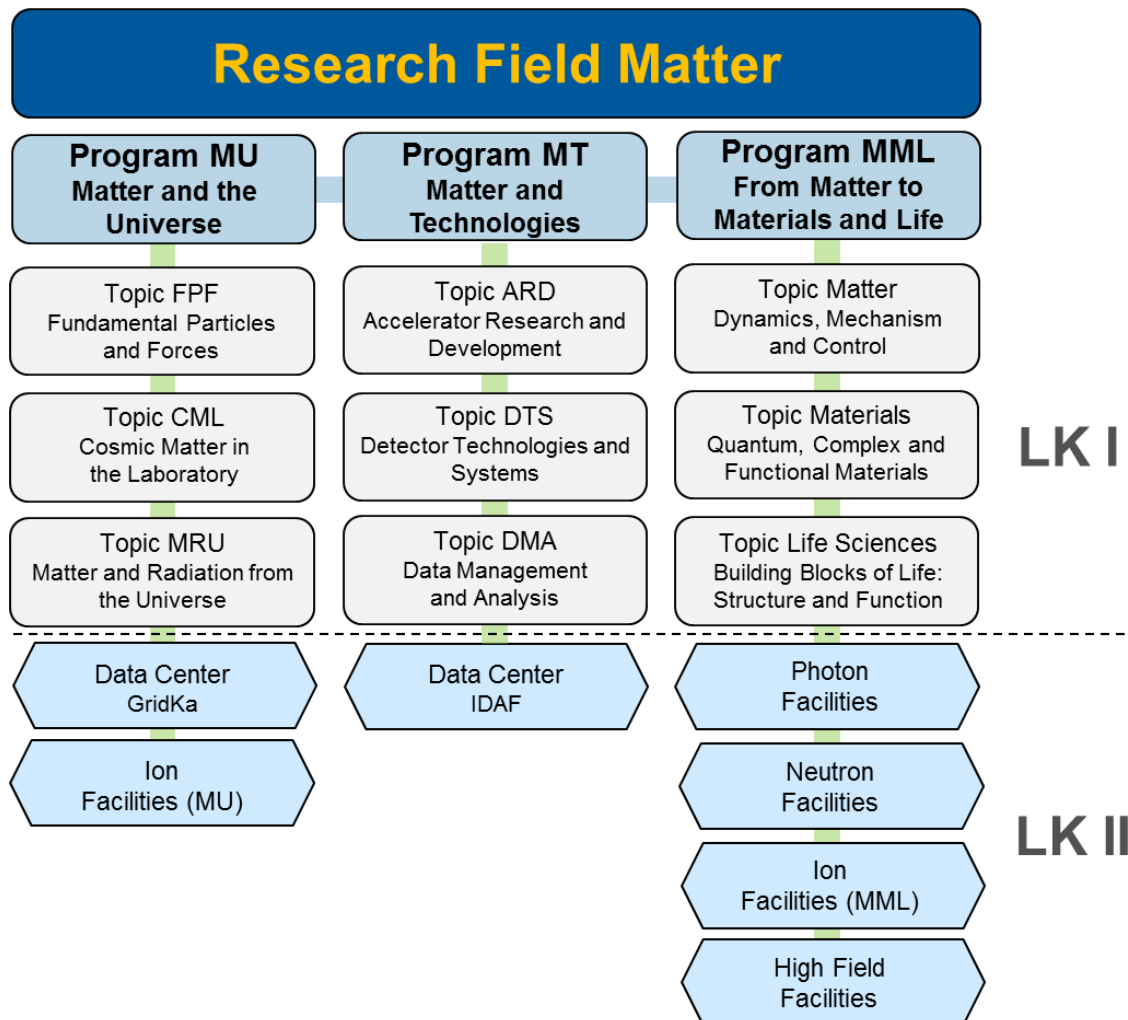 Research Field Matter
Program MU
Matter and the
Universe
Program MT
Matter and
Technologies
Program MML
From Matter to
Materials and Life
Topic FPF
Fundamental Particles
and Forces
Topic ARD
Accelerator Research and
Development
Topic Matter
Dynamics, Mechanism
and Control
Topic CML
Cosmic Matter in
the Laboratory
Topic DTS
Detector Technologies and
Systems
Topic Materials
Quantum, Complex and
Functional Materials
LK I
Topic MRU
Matter and Radiation from
the Universe
Topic DMA
Data Management
and Analysis
Topic Life Sciences
Building Blocks of Life:
Structure and Function
Data Center
GridKa
Data Center
IDAF
Photon
Facilities
Ion
Facilities (MU)
Neutron
Facilities
LK II
Ion
Facilities (MML)
High Field
Facilities